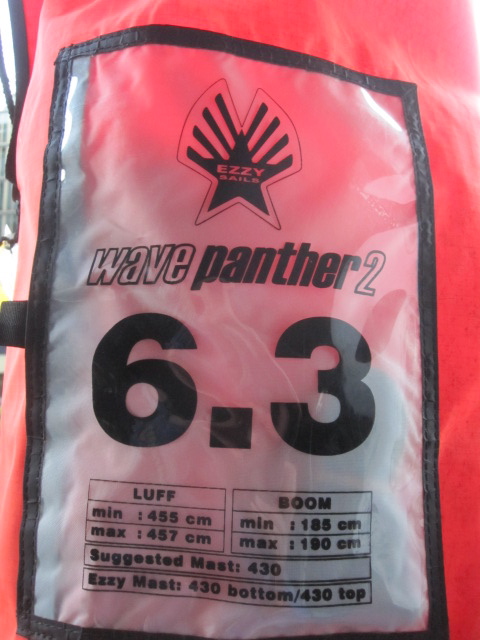 EZZY
SAILS
wave panther 2
6.3
LUFF
min : 455 cm
max : 457 cm
BOOM
min : 185 cm
max : 190 cm
Suggested Mast: 430
Ezzy Mast: 430 bottom/430 top